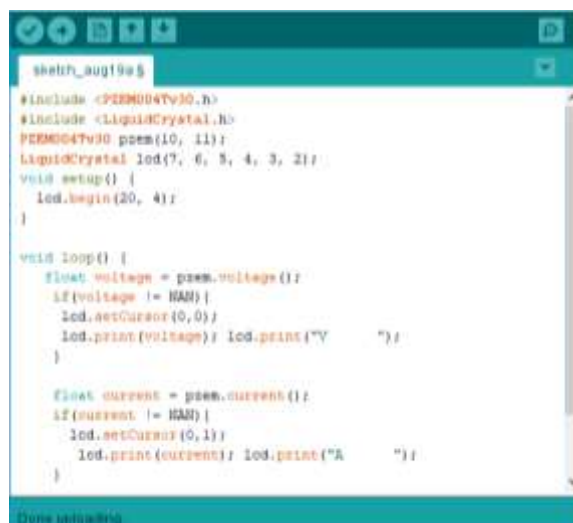 sketch_aug19a §
#include <PZEM004Tv30.h>
#include <LiquidCrystal.h>
PZEM004Tv30 pzem(10, 11);
LiquidCrystal lcd(7, 6, 5, 4, 3, 2);
void setup() {
lcd.begin(20, 4);
}
void loop() {
float voltage = pzem.voltage();
if(voltage != NAN){
lcd.setCursor(0,0);
lcd.print(voltage); lcd.print("V      ");
}
float current = pzem.current();
if(current != NAN){
lcd.setCursor(0,1);
lcd.print(current); lcd.print("A      ");
}
Done uploading